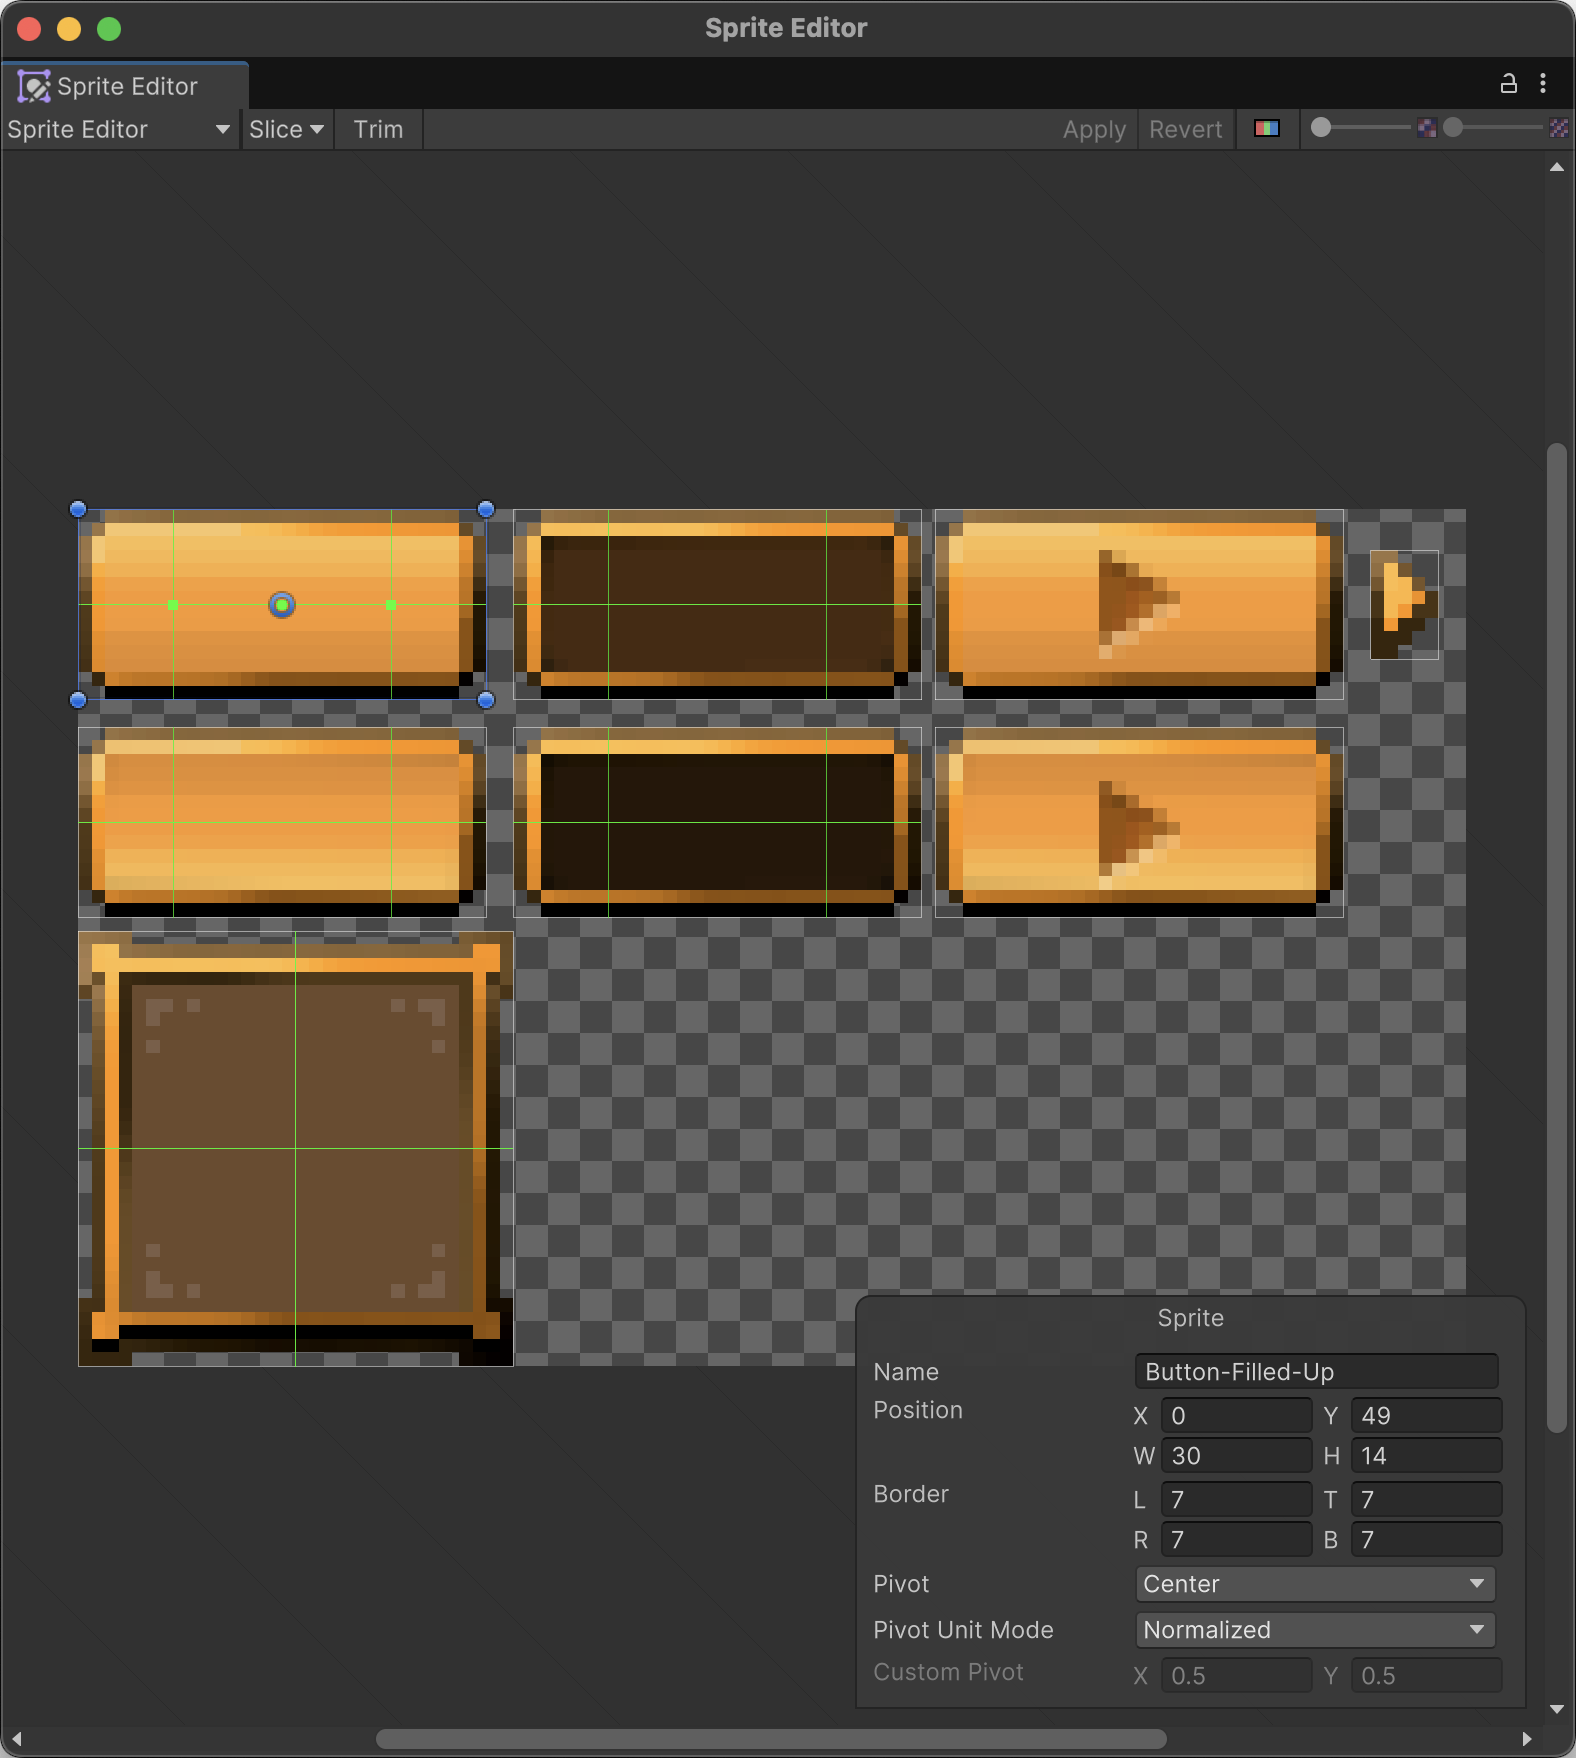 Sprite Editor
Sprite Editor
Sprite Editor Slice Trim Apply Revert
Sprite
Name Button-Filled-Up
Position X 0 Y 49
W 30 H 14
Border L 7 T 7
R 7 B 7
Pivot Center
Pivot Unit Mode Normalized
Custom Pivot X 0.5 Y 0.5